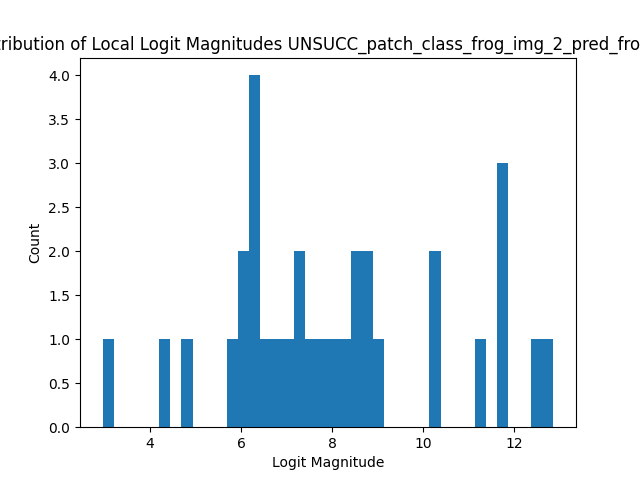 tribution of Local Logit Magnitudes UNSUCC_patch_class_frog_img_2_pred_fro
4.0
3.5
3.0
2.5
2.0
1.5
1.0
0.5
0.0
Count
4 6 8 10 12
Logit Magnitude